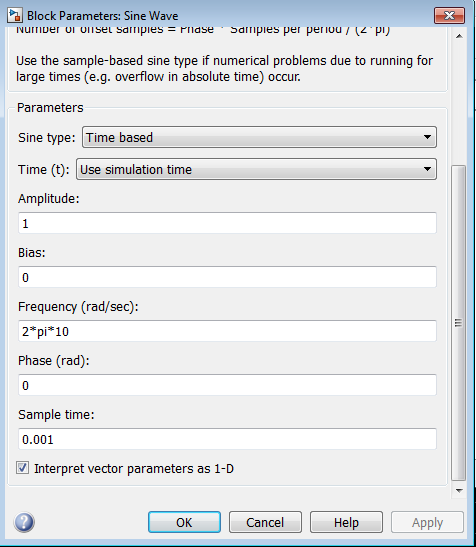 Block Parameters: Sine Wave
Number of offset samples = Phase * Samples per period / (2*pi)
Use the sample-based sine type if numerical problems due to running for
large times (e.g. overflow in absolute time) occur.
Parameters
Sine type: Time based
Time (t): Use simulation time
Amplitude:
1
Bias:
0
Frequency (rad/sec):
2*pi*10
Phase (rad):
0
Sample time:
0.001
Interpret vector parameters as 1-D
OK Cancel Help Apply